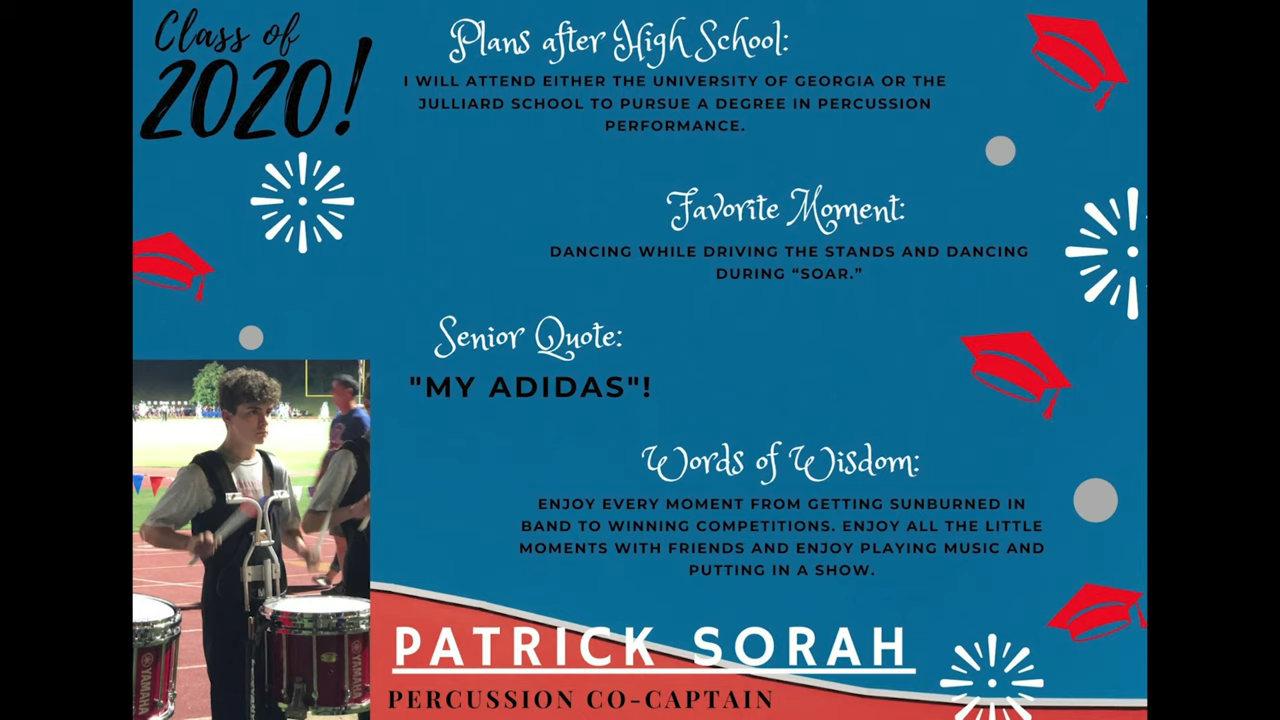 Class of
2020!
Plans after High School:
I WILL ATTEND EITHER THE UNIVERSITY OF GEORGIA OR THE
JULLIARD SCHOOL TO PURSUE A DEGREE IN PERCUSSION
PERFORMANCE.
Favorite Moment:
DANCING WHILE DRIVING THE STANDS AND DANCING
DURING “SOAR.”
Senior Quote:
"MY ADIDAS"!
Words of Wisdom:
ENJOY EVERY MOMENT FROM GETTING SUNBURNED IN
BAND TO WINNING COMPETITIONS. ENJOY ALL THE LITTLE
MOMENTS WITH FRIENDS AND ENJOY PLAYING MUSIC AND
PUTTING IN A SHOW.
YAMAHA
YAMAHA
PATRICK SORAH
PERCUSSION CO-CAPTAIN